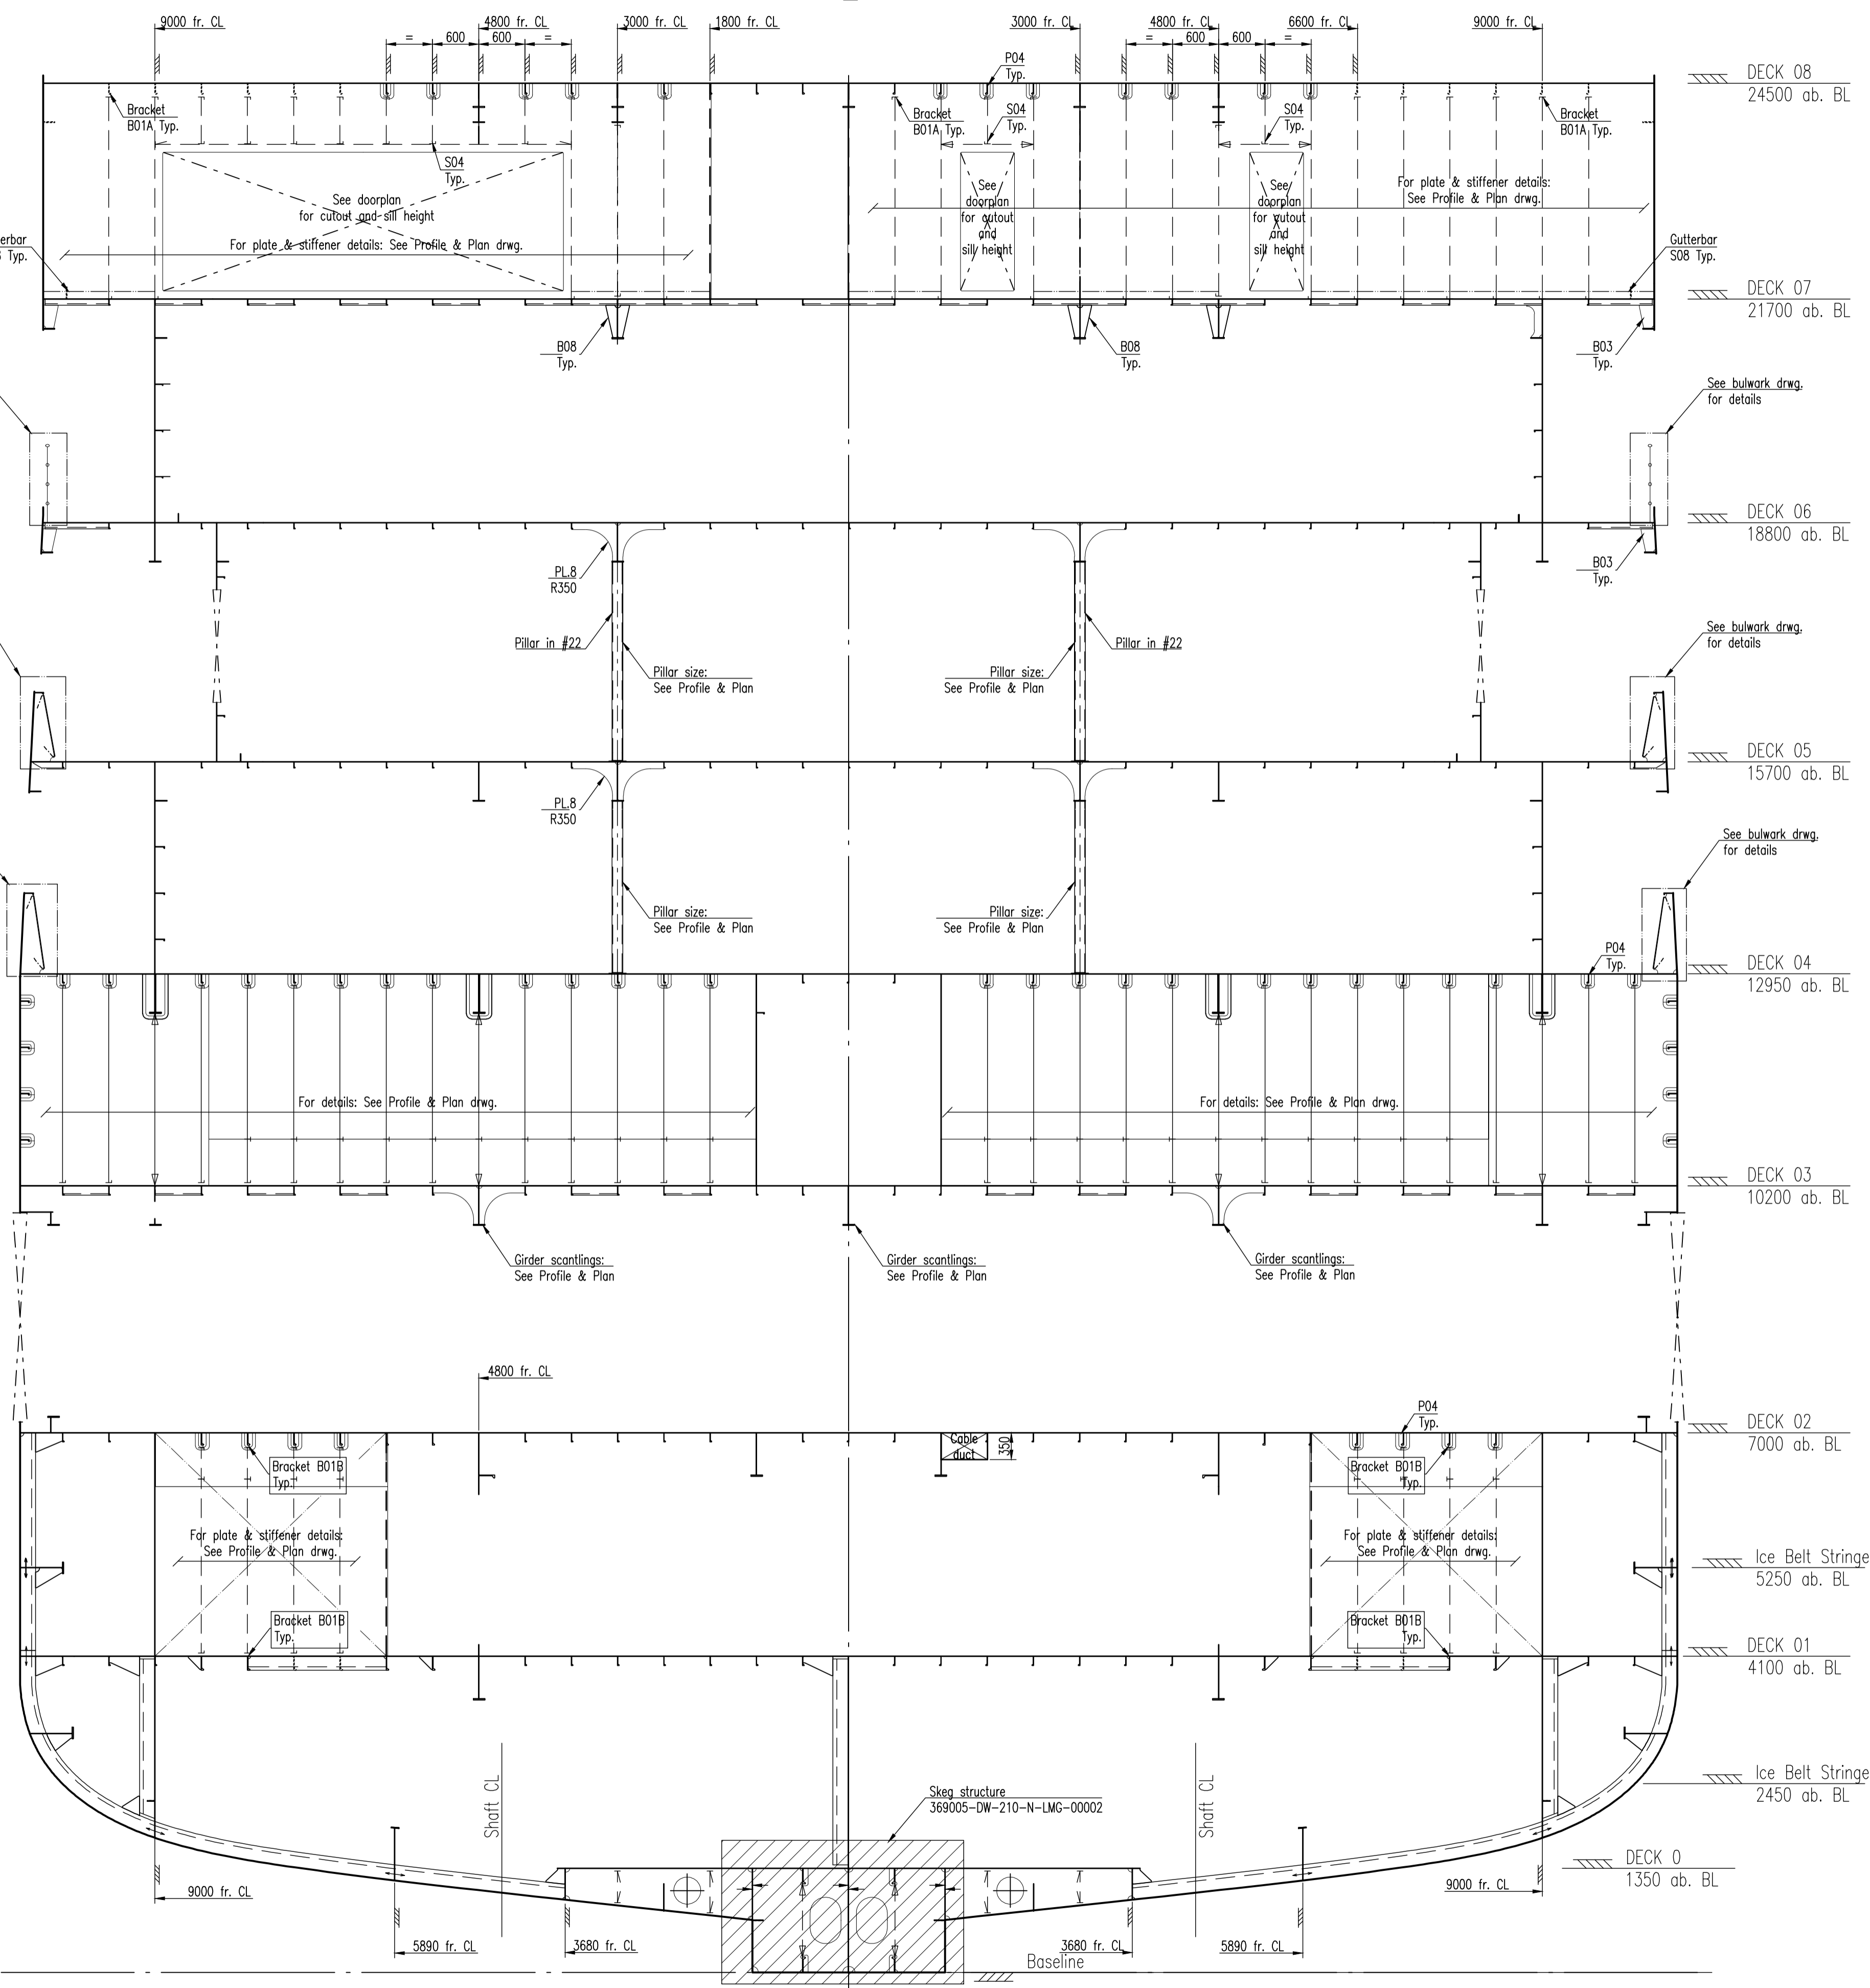 9000 fr. CL
4800 fr. CL
3000 fr. CL
1800 fr. CL
3000 fr. CL
4800 fr. CL
6600 fr. CL
9000 fr. CL
=
600
600
=
=
600
600
=
P04
Typ.
DECK 08
24500 ab. BL
Bracket
B01A Typ.
S04
Typ.
Bracket
B01A Typ.
S04
Typ.
S04
Typ.
Bracket
B01A Typ.
See doorplan
for cutout and sill height
For plate & stiffener details: See Profile & Plan drwg.
See
doorplan
for cutout
and
sill height
See
doorplan
for cutout
and
sill height
For plate & stiffener details:
See Profile & Plan drwg.
erbar
Typ.
Gutterbar
S08 Typ.
DECK 07
21700 ab. BL
B08
Typ.
B08
Typ.
B03
Typ.
See bulwark drwg.
for details
DECK 06
18800 ab. BL
PL.8
R350
B03
Typ.
Pillar in #22
Pillar in #22
Pillar size:
See Profile & Plan
Pillar size:
See Profile & Plan
See bulwark drwg.
for details
DECK 05
15700 ab. BL
PL.8
R350
See bulwark drwg.
for details
Pillar size:
See Profile & Plan
Pillar size:
See Profile & Plan
P04
Typ.
DECK 04
12950 ab. BL
For details: See Profile & Plan drwg.
For details: See Profile & Plan drwg.
DECK 03
10200 ab. BL
Girder scantlings:
See Profile & Plan
Girder scantlings:
See Profile & Plan
Girder scantlings:
See Profile & Plan
4800 fr. CL
P04
Typ.
DECK 02
7000 ab. BL
Cable
duct
350
Bracket B01B
Typ.
Bracket B01B
Typ.
For plate & stiffener details:
See Profile & Plan drwg.
For plate & stiffener details:
See Profile & Plan drwg.
Ice Belt Stringe
5250 ab. BL
Bracket B01B
Typ.
Bracket B01B
Typ.
DECK 01
4100 ab. BL
Shaft CL
Shaft CL
Skeg structure
369005-DW-210-N-LMG-00002
Ice Belt Stringe
2450 ab. BL
DECK 0
1350 ab. BL
9000 fr. CL
9000 fr. CL
5890 fr. CL
3680 fr. CL
3680 fr. CL
5890 fr. CL
Baseline